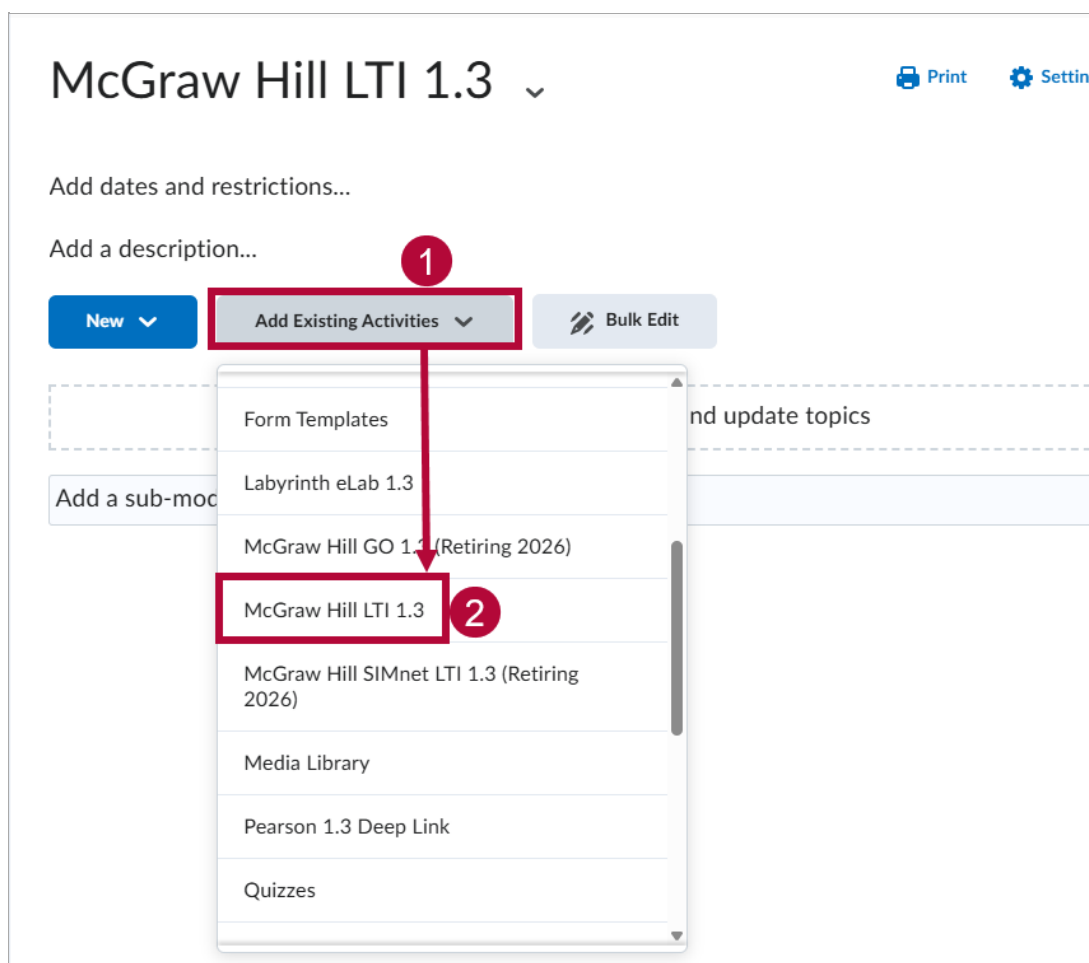 McGraw Hill LTI 1.3
Print
Settin
Add dates and restrictions...
Add a description...
1
New
Add Existing Activities
Bulk Edit
Form Templates
nd update topics
Labyrinth eLab 1.3
Add a sub-mod
McGraw Hill GO 1.3 (Retiring 2026)
McGraw Hill LTI 1.3
2
McGraw Hill SIMnet LTI 1.3 (Retiring
2026)
Media Library
Pearson 1.3 Deep Link
Quizzes